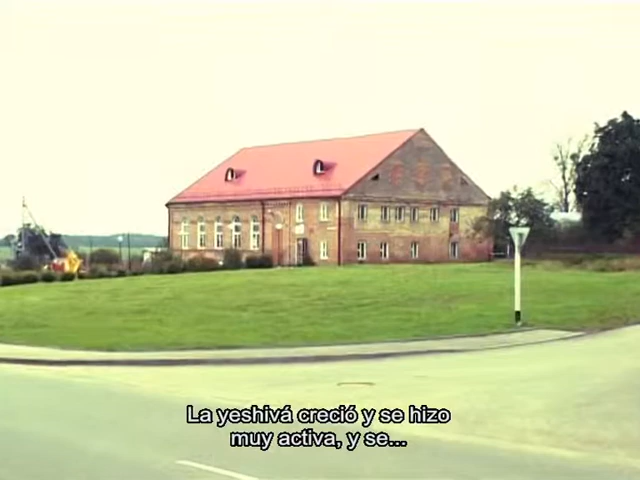 La yeshivá creció y se hizo
muy activa, y se...